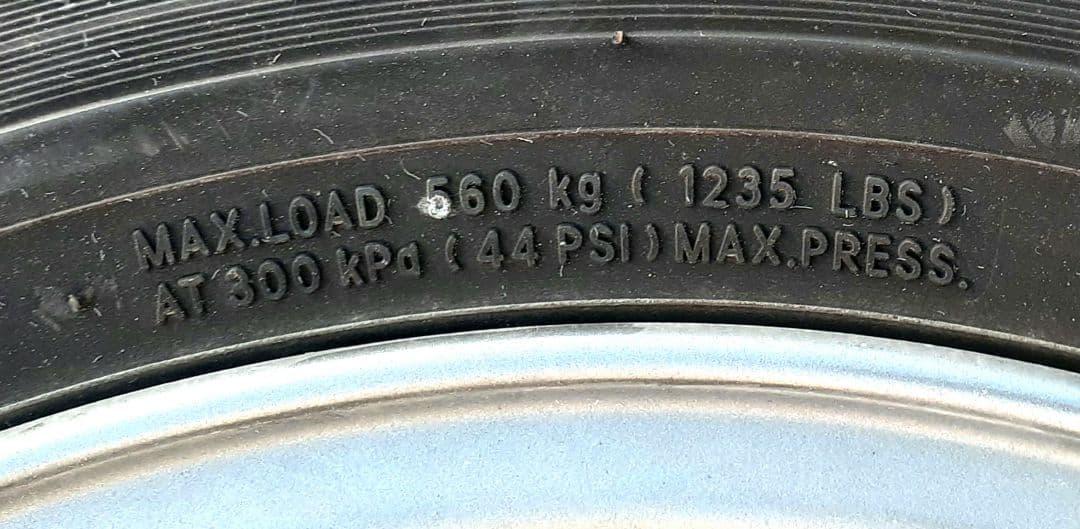 MAX.LOAD 560 kg ( 1235 LBS )
AT 300 kPa ( 44 PSI ) MAX.PRESS.